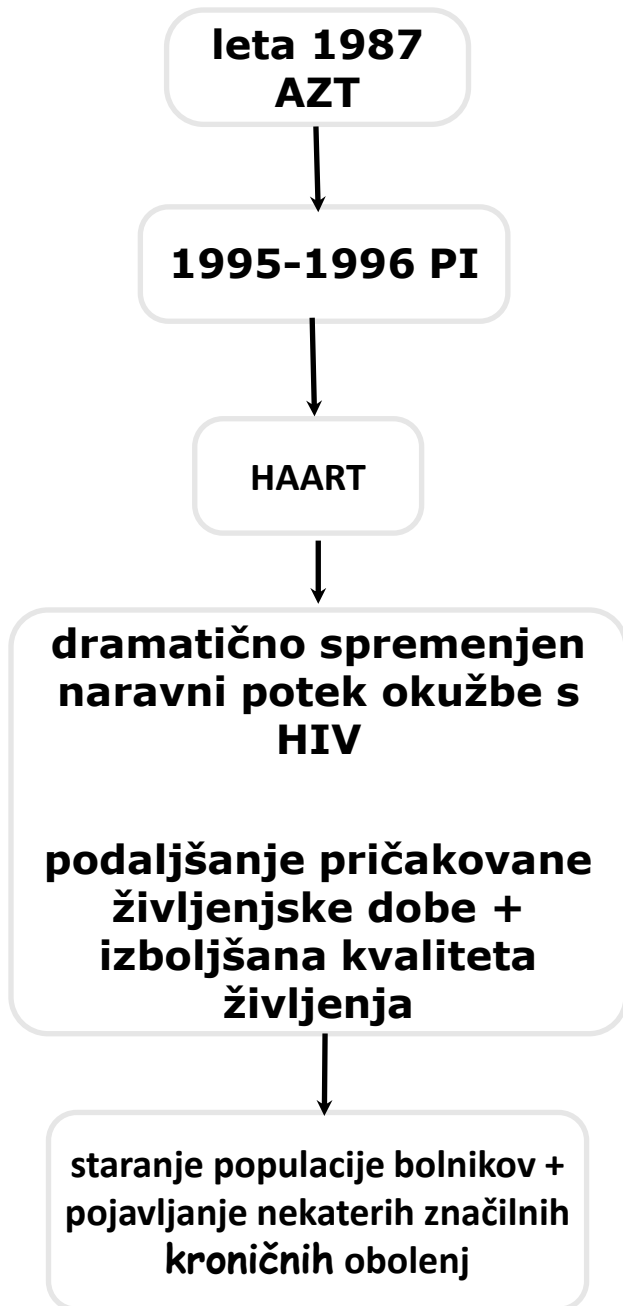 leta 1987
AZT
1995-1996 PI
HAART
dramatično spremenjen
naravni potek okužbe s
HIV
podaljšanje pričakovane
življenjske dobe +
izboljšana kvaliteta
življenja
staranje populacije bolnikov +
pojavljanje nekaterih značilnih
kroničnih obolenj